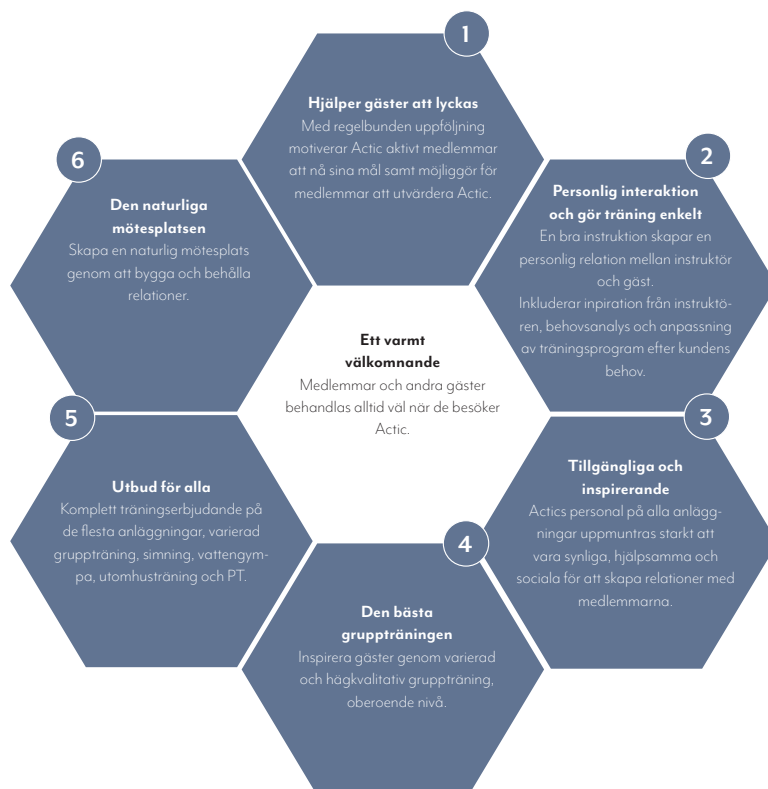 1
Hjälper gäster att lyckas
Med regelbunden uppföljning
motiverar Actic aktivt medlemmar
att nå sina mål samt möjliggör för
medlemmar att utvärdera Actic.
2
Personlig interaktion
och gör träning enkelt
En bra instruktion skapar en
personlig relation mellan instruktör
och gäst.
Inkluderar inpiration från instruktö-
ren, behovsanalys och anpassning
av träningsprogram efter kundens
behov.
3
Tillgängliga och
inspirerande
Actics personal på alla anlägg-
ningar uppmuntras starkt att
vara synliga, hjälpsamma och
sociala för att skapa relationer med
medlemmarna.
4
Den bästa
gruppträningen
Inspirera gäster genom varierad
och hägkvalitativ gruppträning,
oberoende nivå.
5
Utbud för alla
Komplett träningserbjudande på
de flesta anläggningar, varierad
gruppträning, simning, vattengym-
pa, utomhusträning och PT.
6
Den naturliga
mötesplatsen
Skapa en naturlig mötesplats
genom att bygga och behålla
relationer.
Ett varmt
välkomnande
Medlemmar och andra gäster
behandlas alltid väl när de besöker
Actic.